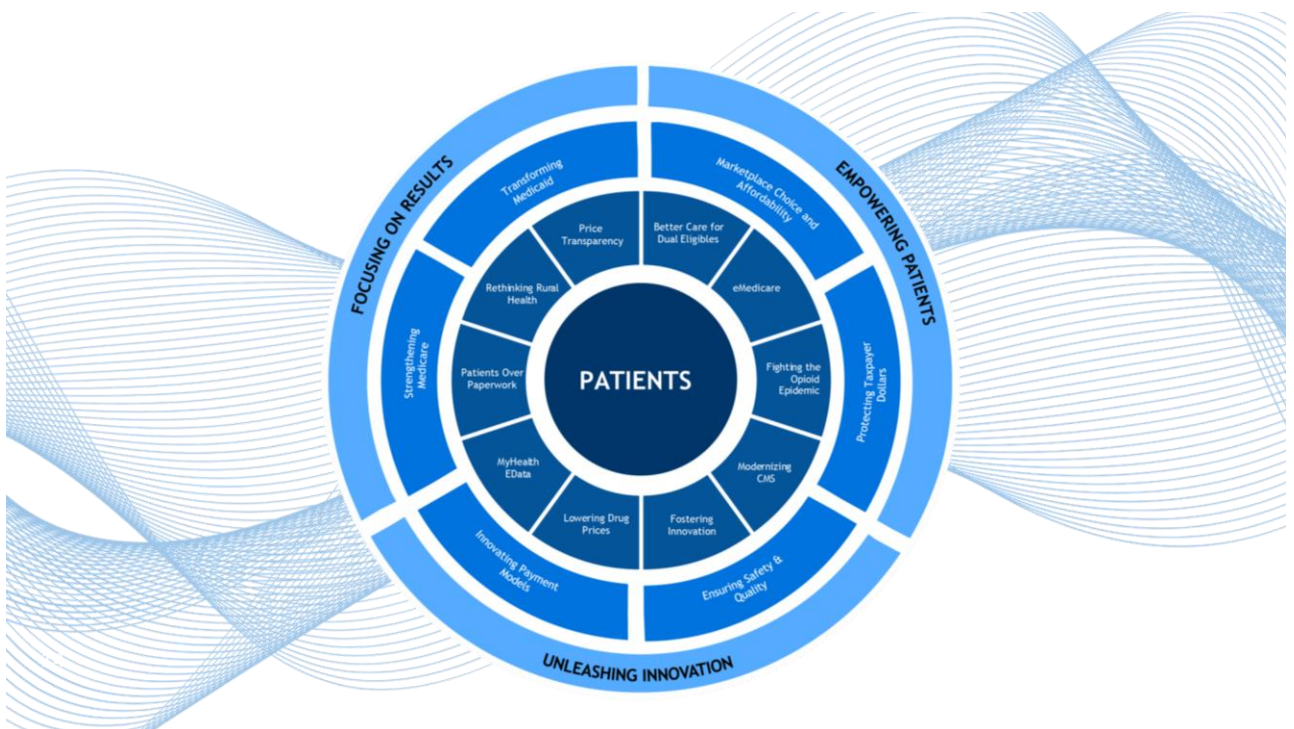 FOCUSING ON RESULTS
EMPOWERING PATIENTS
UNLEASHING INNOVATION
Transforming
Medicaid
Marketplace Choice and
Affordability
Protecting Taxpayer
Dollars
Ensuring Safety &
Quality
Innovating Payment
Models
Strengthening
Medicare
Price
Transparency
Better Care for
Dual Eligibles
eMedicare
Fighting the
Opioid
Epidemic
Modernizing
CMS
Fostering
Innovation
Lowering Drug
Prices
MyHealth
EData
Patients Over
Paperwork
Rethinking Rural
Health
PATIENTS